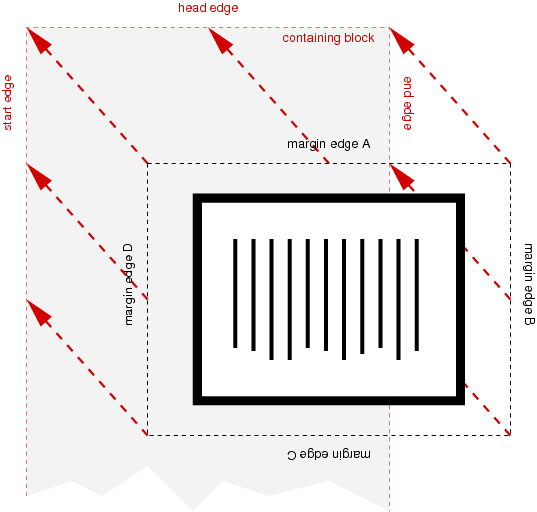 head edge
containing block
start edge
end edge
margin edge A
margin edge D
margin edge B
margin edge C